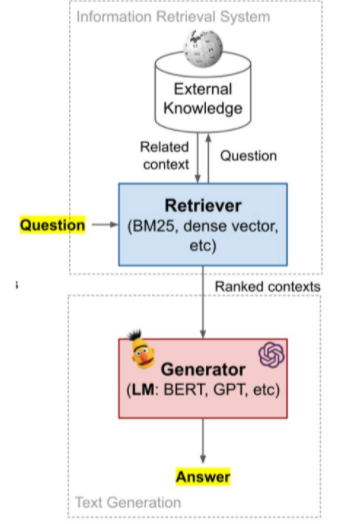 Information Retrieval System
External
Knowledge
Related
context
Question
Retriever
Question
(BM25, dense vector,
etc)
Ranked contexts
Generator
(LM: BERT, GPT, etc)
Answer
Text Generation